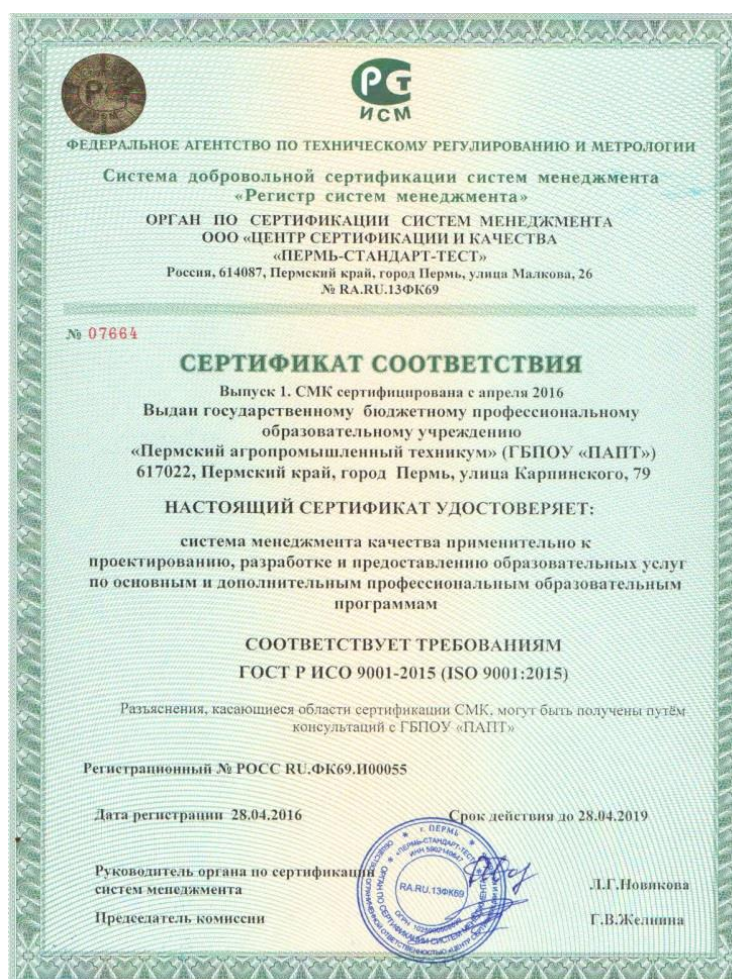 РСТ
РСТ
ИСМ
ИСМ
ФЕДЕРАЛЬНОЕ АГЕНТСТВО ПО ТЕХНИЧЕСКОМУ РЕГУЛИРОВАНИЮ И МЕТРОЛОГИИ
Система добровольной сертификации систем менеджмента
«Регистр систем менеджмента»
ОРГАН ПО СЕРТИФИКАЦИИ СИСТЕМ МЕНЕДЖМЕНТА
ООО «ЦЕНТР СЕРТИФИКАЦИИ И КАЧЕСТВА
«ПЕРМЬ-СТАНДАРТ-ТЕСТ»
Россия, 614087, Пермский край, город Пермь, улица Малкова, 26
№ RA.RU.13ФК69
№ 07664
СЕРТИФИКАТ СООТВЕТСТВИЯ
Выпуск 1. СМК сертифицирована с апреля 2016
Выдан государственному бюджетному профессиональному
образовательному учреждению
«Пермский агропромышленный техникум» (ГБПОУ «ПАПТ»)
617022, Пермский край, город Пермь, улица Карпинского, 79
НАСТОЯЩИЙ СЕРТИФИКАТ УДОСТОВЕРЯЕТ:
система менеджмента качества применительно к
проектированию, разработке и предоставлению образовательных услуг
по основным и дополнительным профессиональным образовательным
программам
СООТВЕТСТВУЕТ ТРЕБОВАНИЯМ
ГОСТ Р ИСО 9001-2015 (ISO 9001:2015)
Разъяснения, касающиеся области сертификации СМК, могут быть получены путём
консультаций с ГБПОУ «ПАПТ»
Регистрационный № РОСС RU.ФК69.И00055
Дата регистрации 28.04.2016 Срок действия до 28.04.2019
Руководитель органа по сертификации
систем менеджмента Л.Г.Новикова
Председатель комиссии Г.В.Желнина
г. ПЕРМЬ
«ПЕРМЬ-СТАНДАРТ-ТЕСТ»
RA.RU.13ФК69